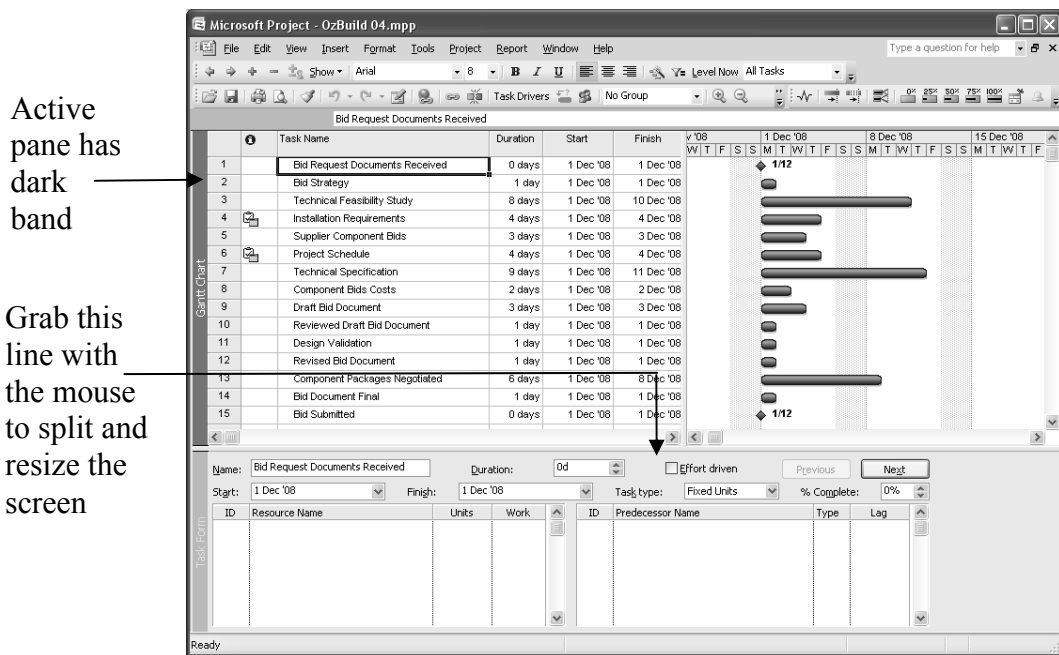 Microsoft Project - OzBuild 04.mpp
File Edit View Insert Format Tools Project Report Window Help Type a question for help
Show Arial 8 B I U Level Now All Tasks
Task Drivers No Group 0% 25% 50% 75% 100%
Bid Request Documents Received
Task Name Duration Start Finish '08 1 Dec '08 8 Dec '08 15 Dec '08
W T F S S M T W T F S S M T W T F S S M T W T F
1 Bid Request Documents Received 0 days 1 Dec '08 1 Dec '08 1/12
2 Bid Strategy 1 day 1 Dec '08 1 Dec '08
3 Technical Feasibility Study 8 days 1 Dec '08 10 Dec '08
4 Installation Requirements 4 days 1 Dec '08 4 Dec '08
5 Supplier Component Bids 3 days 1 Dec '08 3 Dec '08
6 Project Schedule 4 days 1 Dec '08 4 Dec '08
7 Technical Specification 9 days 1 Dec '08 11 Dec '08
8 Component Bids Costs 2 days 1 Dec '08 2 Dec '08
9 Draft Bid Document 3 days 1 Dec '08 3 Dec '08
10 Reviewed Draft Bid Document 1 day 1 Dec '08 1 Dec '08
11 Design Validation 1 day 1 Dec '08 1 Dec '08
12 Revised Bid Document 1 day 1 Dec '08 1 Dec '08
13 Component Packages Negotiated 6 days 1 Dec '08 8 Dec '08
14 Bid Document Final 1 day 1 Dec '08 1 Dec '08
15 Bid Submitted 0 days 1 Dec '08 1 Dec '08 1/12
Gantt Chart
Name: Bid Request Documents Received Duration: 0d Effort driven Previous Next
Start: 1 Dec '08 Finish: 1 Dec '08 Task type: Fixed Units % Complete: 0%
ID Resource Name Units Work ID Predecessor Name Type Lag
Task Form
Ready
Active
pane has
dark
band
Grab this
line with
the mouse
to split and
resize the
screen